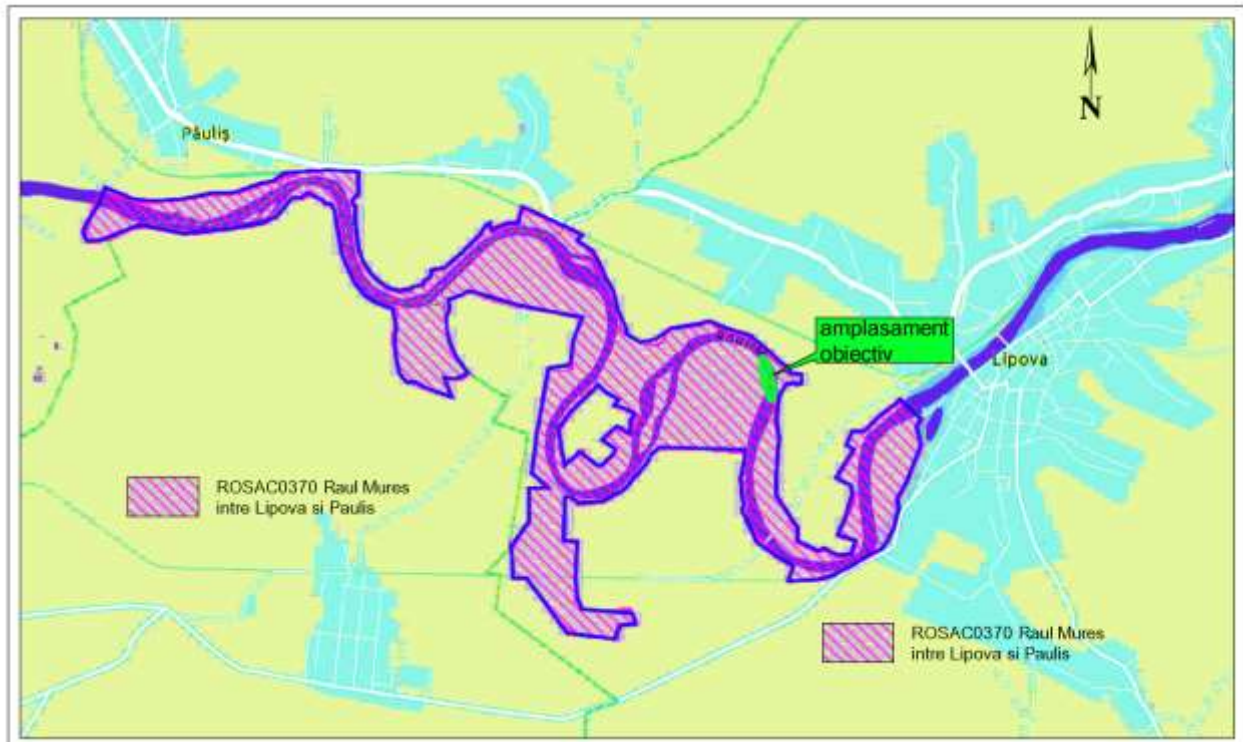 N
Păuliș
amplasament
obiectiv
Lipova
ROSAC0370 Raul Mures
intre Lipova si Paulis
ROSAC0370 Raul Mures
intre Lipova si Paulis